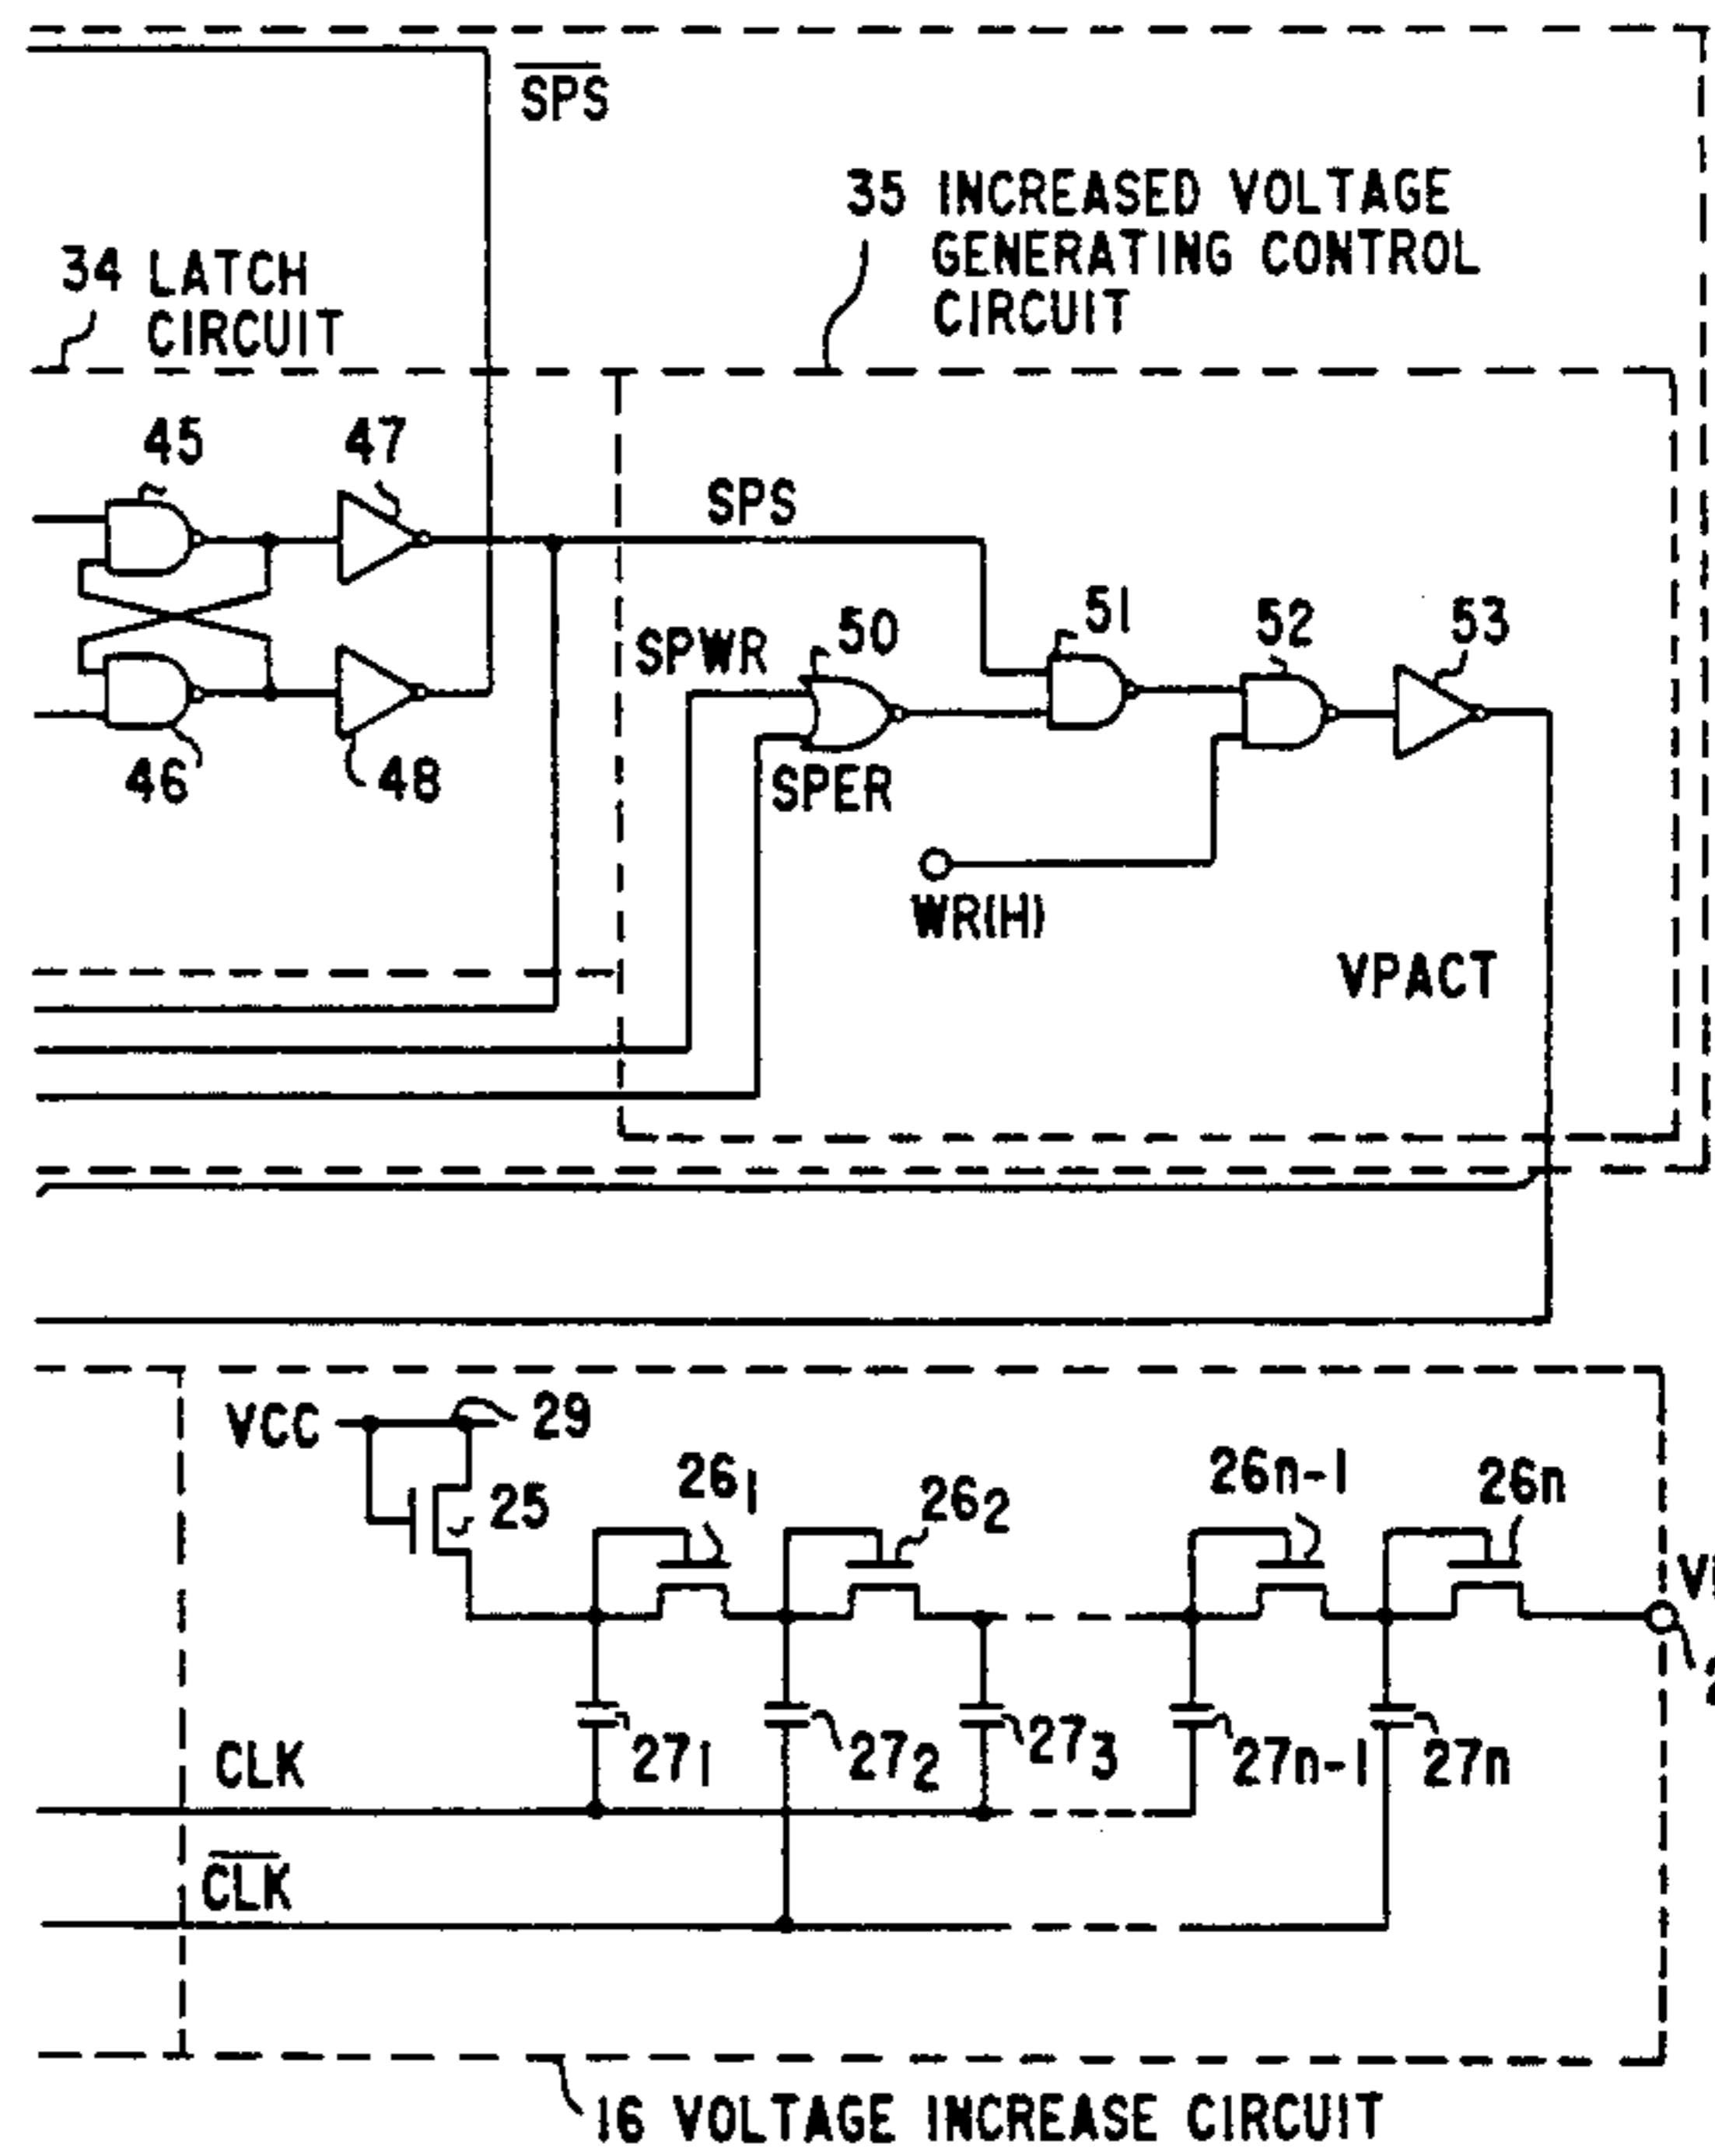 S̅P̅S̅
35 INCREASED VOLTAGE
GENERATING CONTROL
CIRCUIT
34 LATCH
CIRCUIT
45
47
SPS
SPWR
50
51
52
53
46
48
SPER
WR(H)
VPACT
VCC
29
25
26₁
26₂
26n-1
26n
27₁
27₂
27₃
27n-1
27n
CLK
C̅L̅K̅
16 VOLTAGE INCREASE CIRCUIT